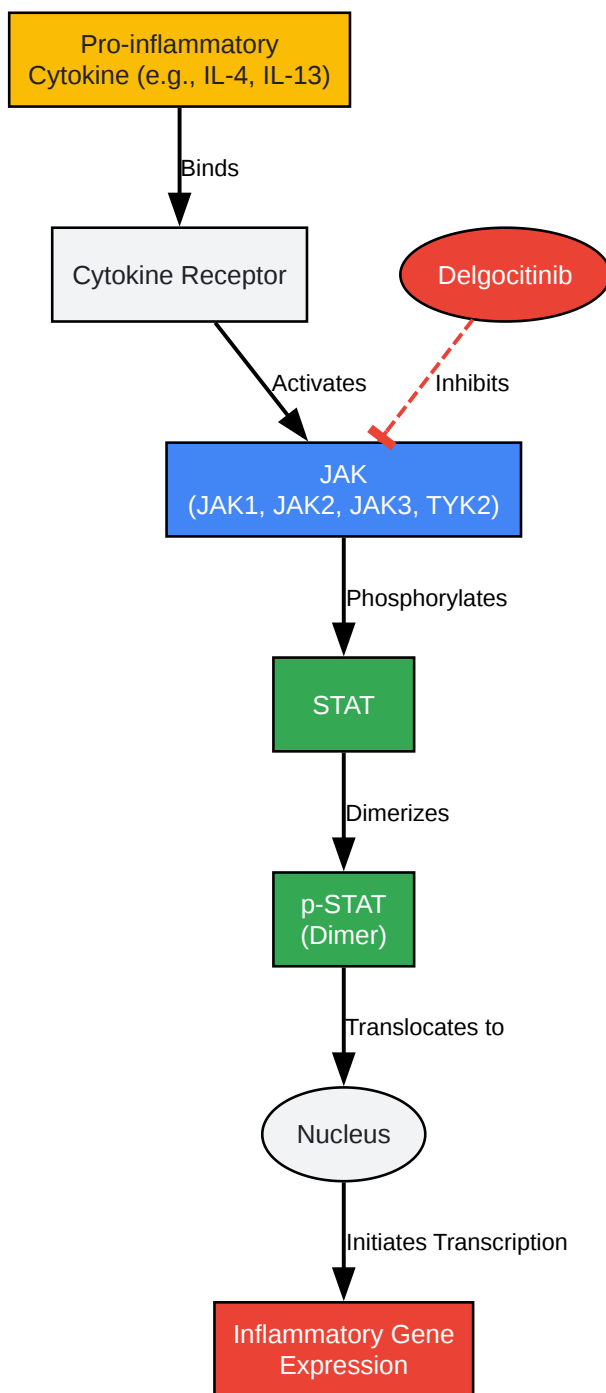 Pro-inflammatory
Cytokine (e.g., IL-4, IL-13)
Binds
Cytokine Receptor
Delgocitinib
Activates
Inhibits
JAK
(JAK1, JAK2, JAK3, TYK2)
Phosphorylates
STAT
Dimerizes
p-STAT
(Dimer)
Translocates to
Nucleus
Initiates Transcription
Inflammatory Gene
Expression